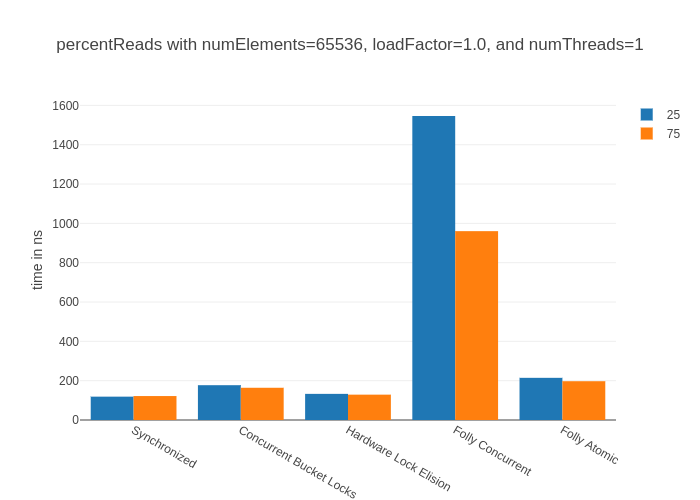 percentReads with numElements=65536, loadFactor=1.0, and numThreads=1
25
75
time in ns
1600
1400
1200
1000
800
600
400
200
0
Synchronized
Concurrent Bucket Locks
Hardware Lock Elision
Folly Concurrent
Folly Atomic